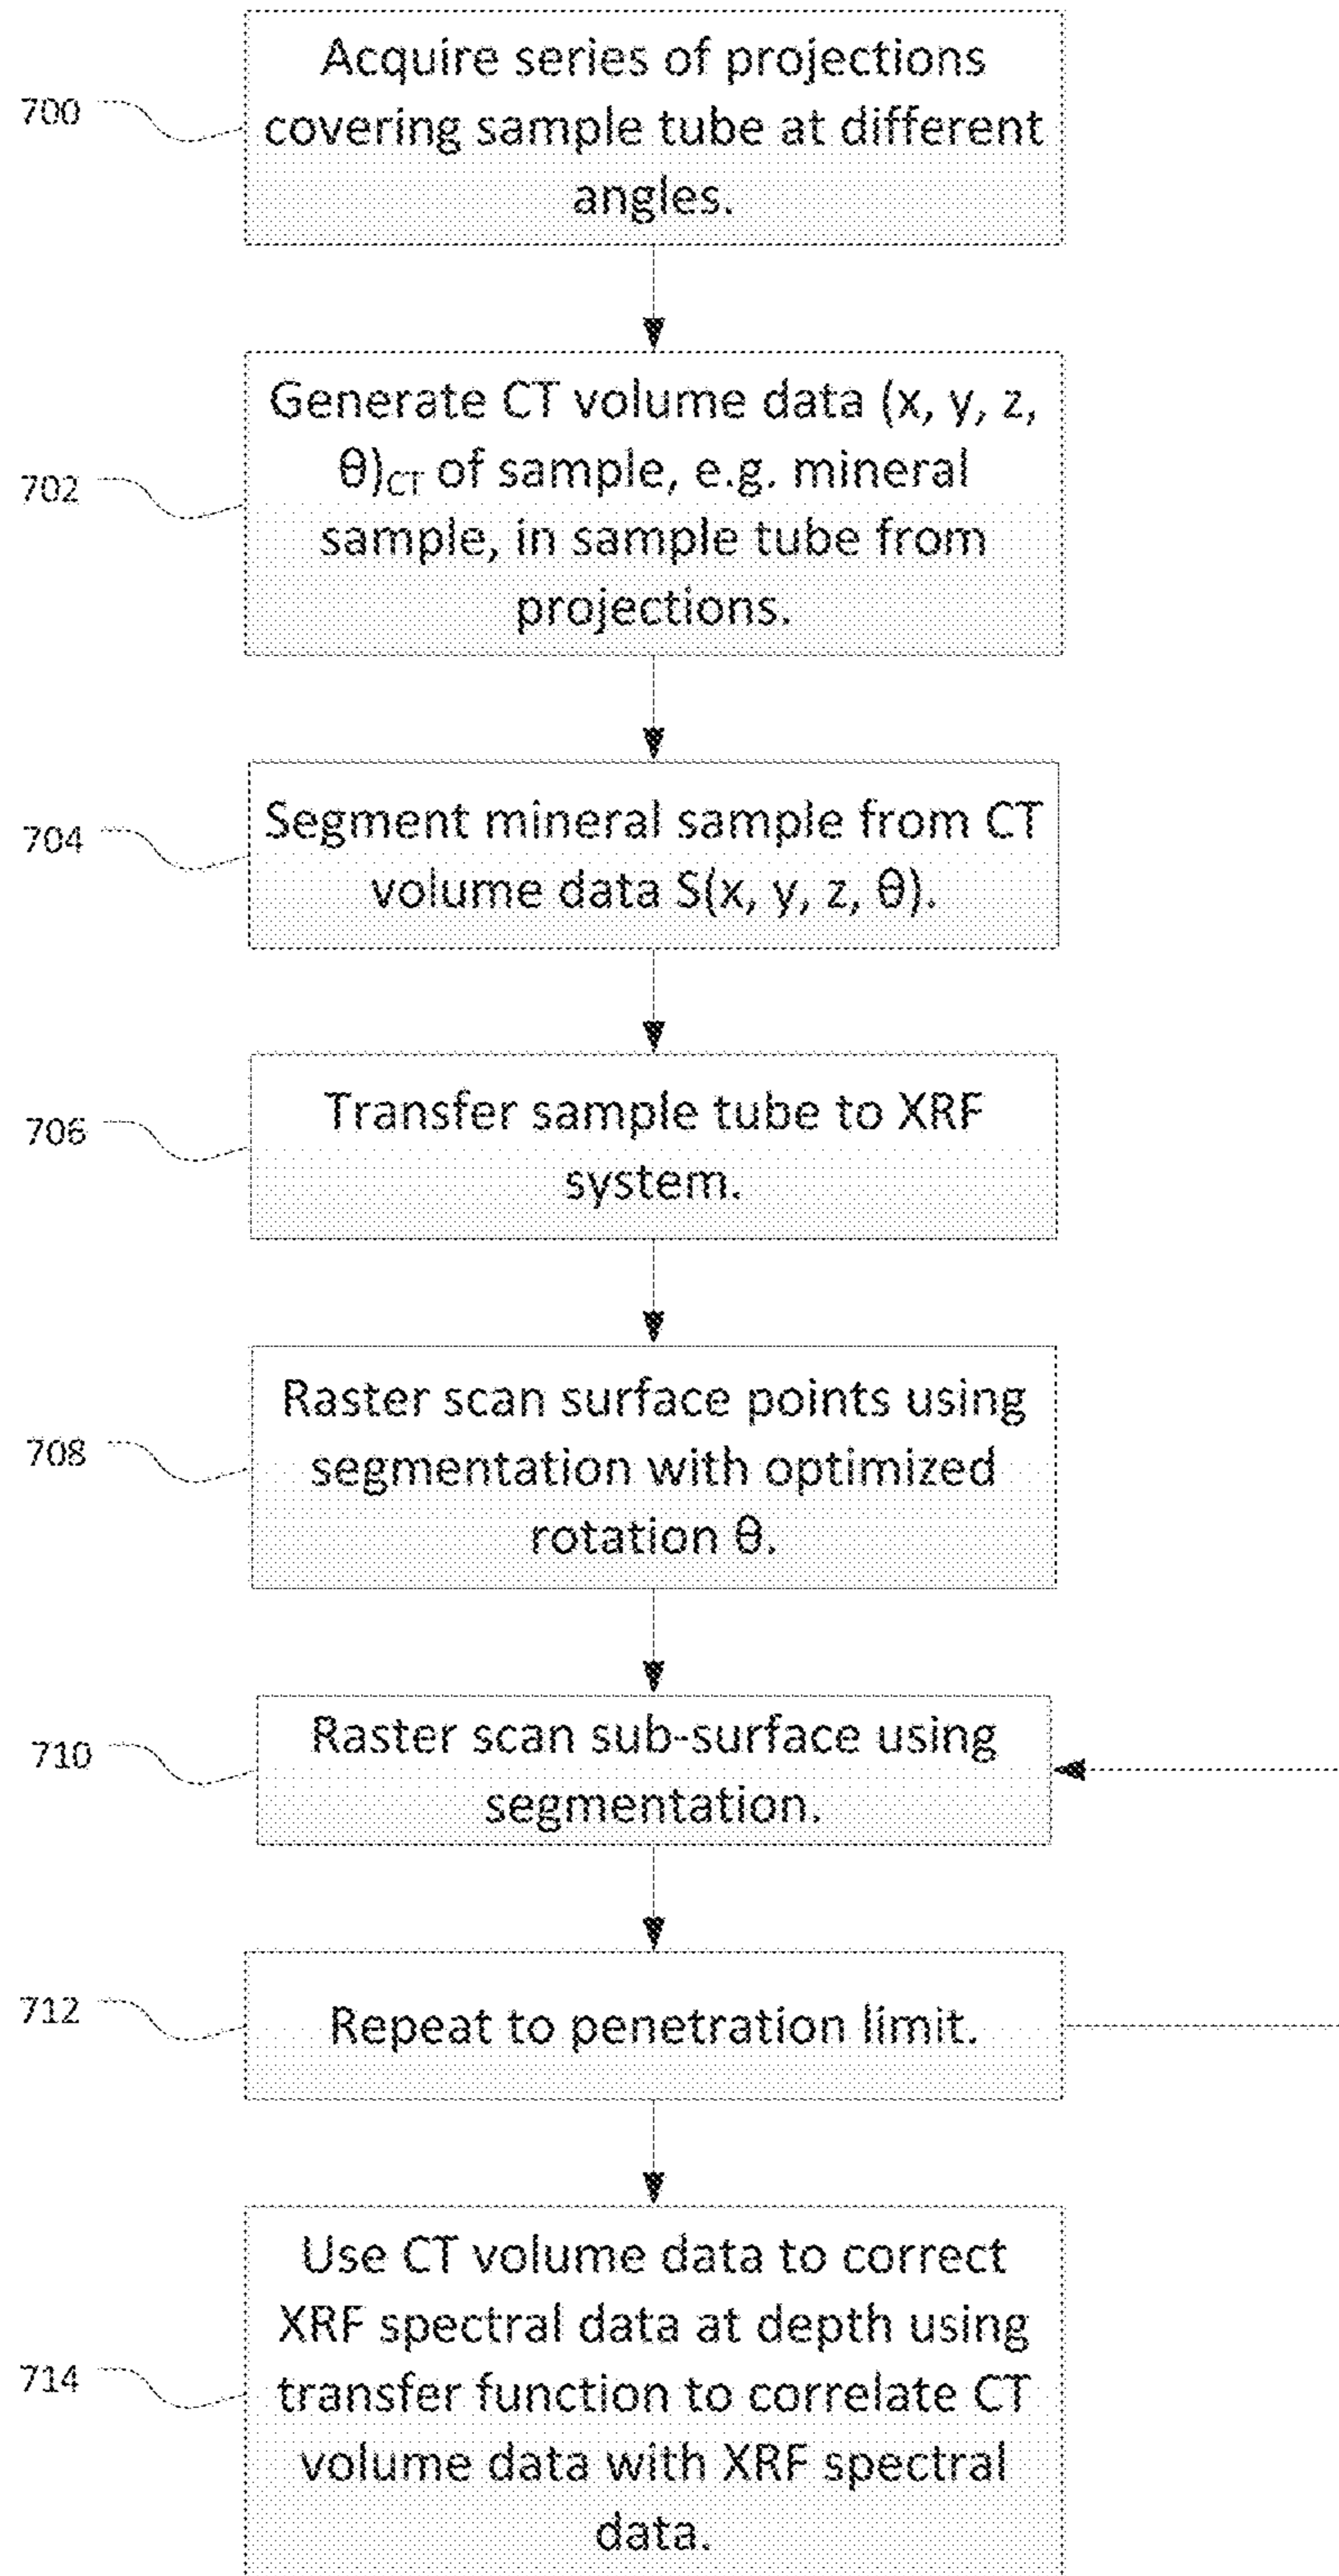 700
Acquire series of projections
covering sample tube at different
angles.
702
Generate CT volume data (x, y, z,
θ)CT of sample, e.g. mineral
sample, in sample tube from
projections.
704
Segment mineral sample from CT
volume data S(x, y, z, θ).
706
Transfer sample tube to XRF
system.
708
Raster scan surface points using
segmentation with optimized
rotation θ.
710
Raster scan sub-surface using
segmentation.
712
Repeat to penetration limit.
714
Use CT volume data to correct
XRF spectral data at depth using
transfer function to correlate CT
volume data with XRF spectral
data.